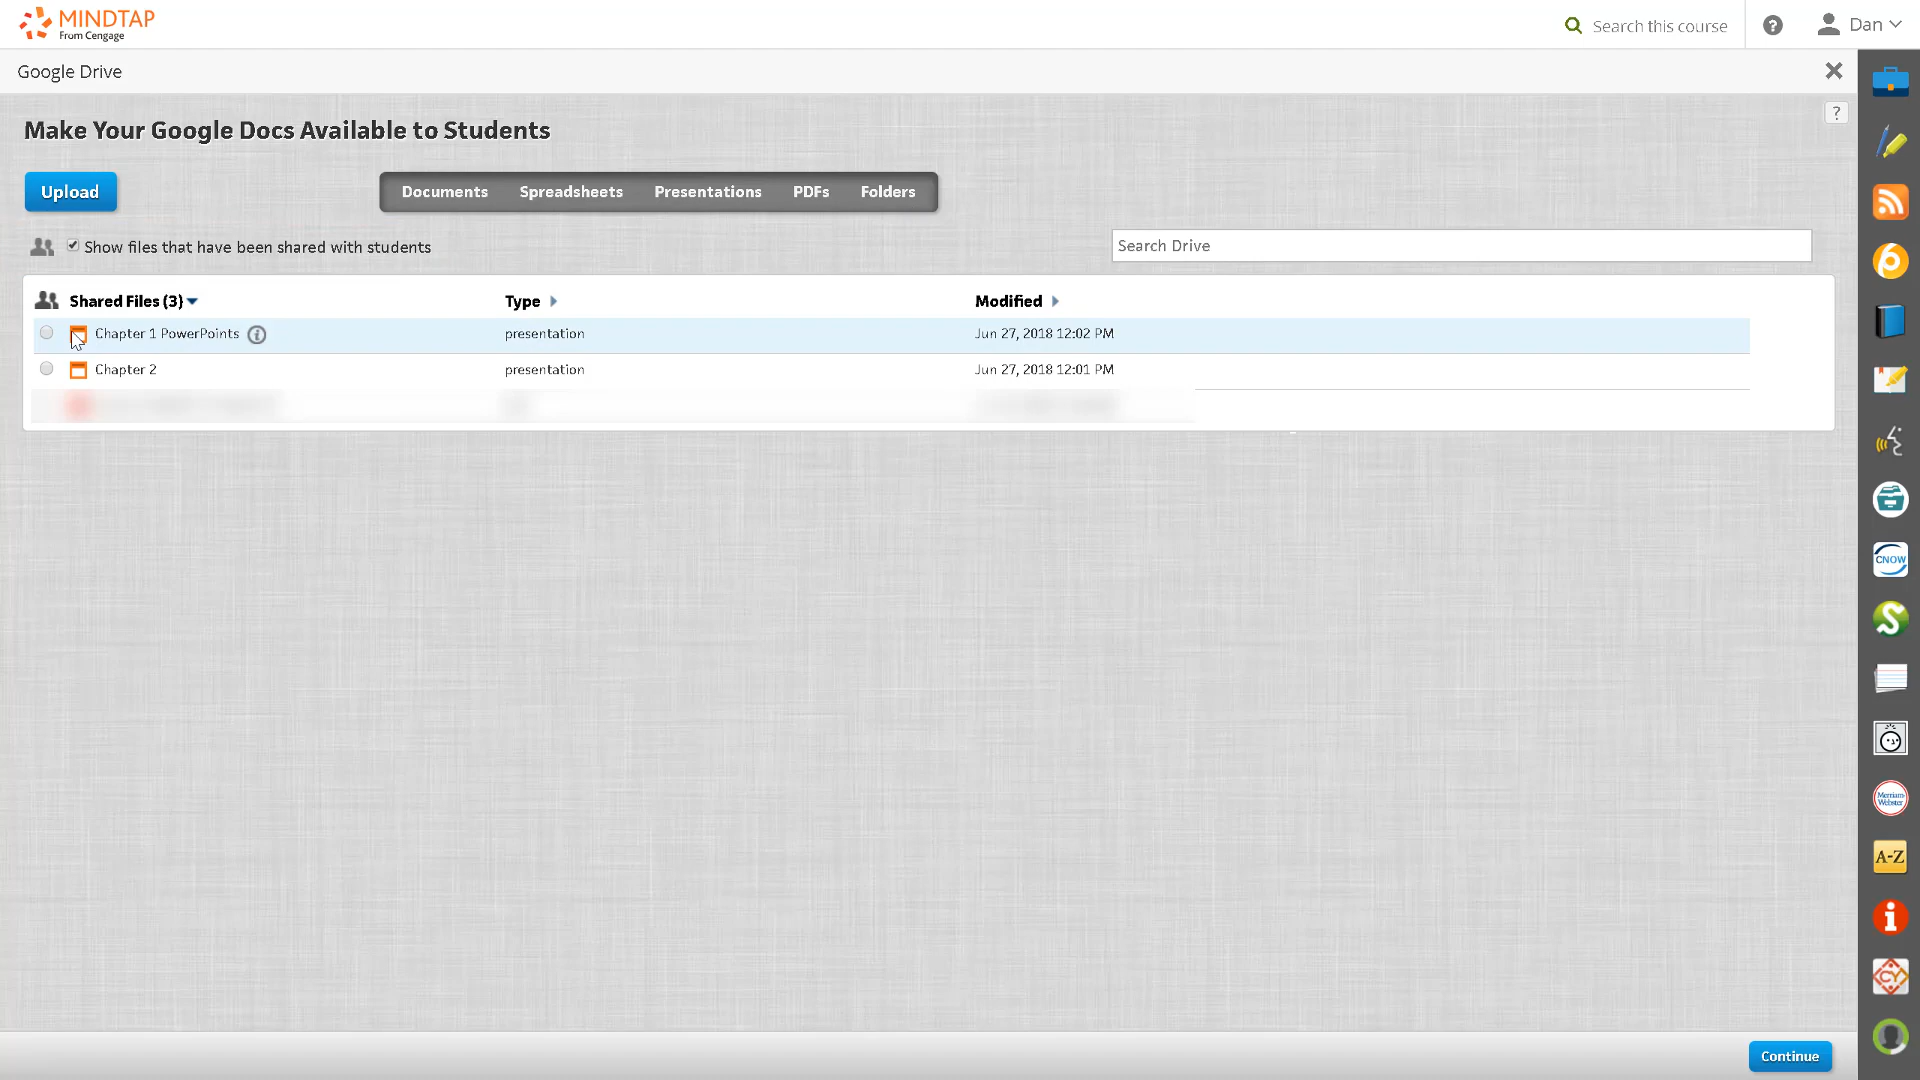 MINDTAP
From Cengage
Search this course
?
Dan
Google Drive
?
Make Your Google Docs Available to Students
Upload
Documents Spreadsheets Presentations PDFs Folders
Show files that have been shared with students
Search Drive
Shared Files (3) Type Modified
Chapter 1 PowerPoints i presentation Jun 27, 2018 12:02 PM
Chapter 2 presentation Jun 27, 2018 12:01 PM
CNOW
S
Merriam-
Webster
A-Z
i
CY
Continue